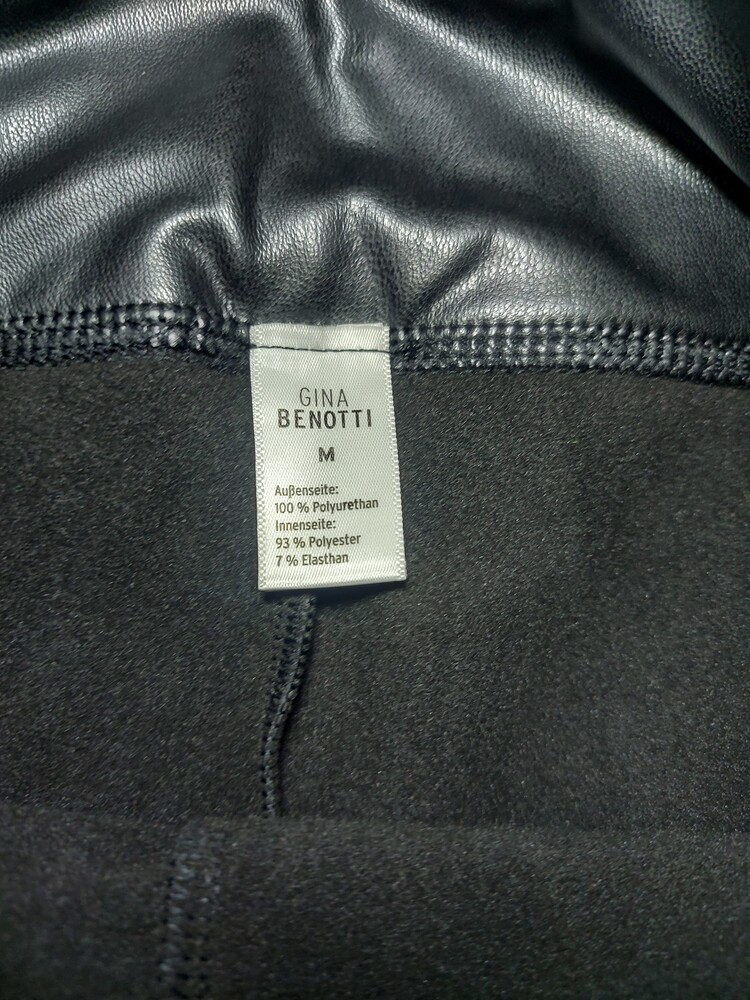 GINA
BENOTTI
M
Außenseite:
100 % Polyurethan
Innenseite:
93 % Polyester
7 % Elasthan